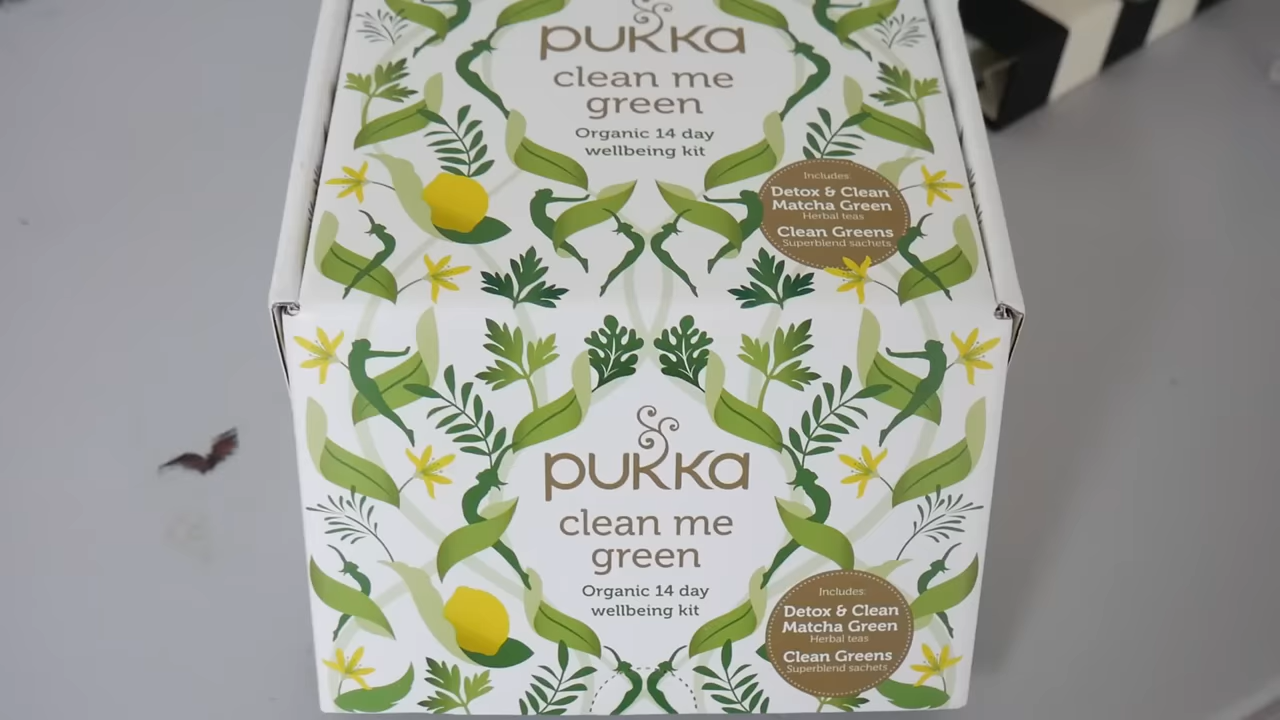 pukka
clean me
green
Organic 14 day
wellbeing kit
Includes:
Detox & Clean
Matcha Green
Herbal teas
Clean Greens
Superblend sachets
pukka
clean me
green
Organic 14 day
wellbeing kit
Includes:
Detox & Clean
Matcha Green
Herbal teas
Clean Greens
Superblend sachets